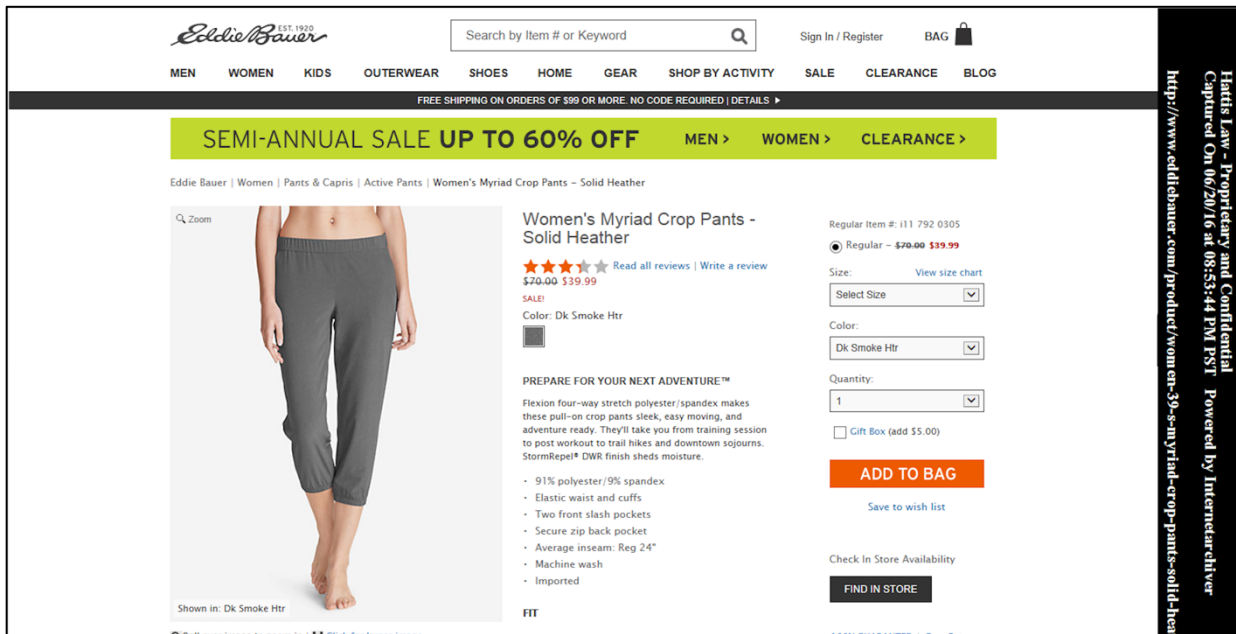 Eddie Bauer EST. 1920
Search by Item # or Keyword
Sign In / Register
BAG
MEN WOMEN KIDS OUTERWEAR SHOES HOME GEAR SHOP BY ACTIVITY SALE CLEARANCE BLOG
FREE SHIPPING ON ORDERS OF $99 OR MORE. NO CODE REQUIRED | DETAILS
SEMI-ANNUAL SALE UP TO 60% OFF MEN > WOMEN > CLEARANCE >
Eddie Bauer | Women | Pants & Capris | Active Pants | Women's Myriad Crop Pants - Solid Heather
Zoom
Shown in: Dk Smoke Htr
Women's Myriad Crop Pants -
Solid Heather
Read all reviews | Write a review
$70.00 $39.99
SALE!
Color: Dk Smoke Htr
PREPARE FOR YOUR NEXT ADVENTURE™
Flexion four-way stretch polyester/spandex makes
these pull-on crop pants sleek, easy moving, and
adventure ready. They'll take you from training session
to post workout to trail hikes and downtown sojourns.
StormRepel® DWR finish sheds moisture.
· 91% polyester/9% spandex
· Elastic waist and cuffs
· Two front slash pockets
· Secure zip back pocket
· Average inseam: Reg 24"
· Machine wash
· Imported
FIT
Regular Item #: i11 792 0305
Regular - $70.00 $39.99
Size: View size chart
Select Size
Color:
Dk Smoke Htr
Quantity:
1
Gift Box (add $5.00)
ADD TO BAG
Save to wish list
Check In Store Availability
FIND IN STORE
Hattis Law - Proprietary and Confidential
Captured On 06/20/16 at 08:53:44 PM PST Powered by Internetarchiver
http://www.eddiebauer.com/product/women-39-s-myriad-crop-pants-solid-hea